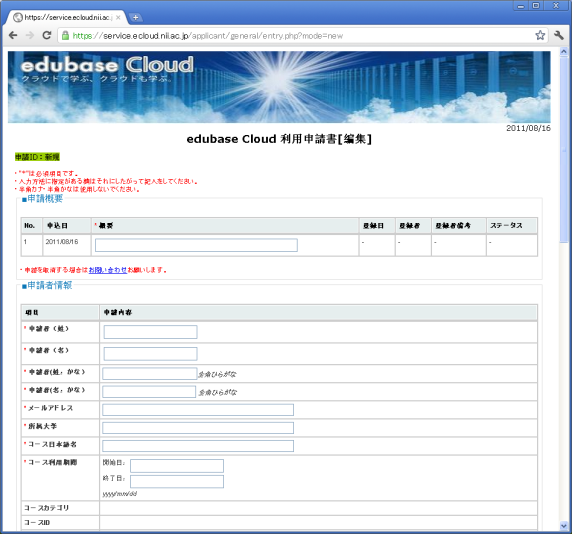 https://service.ecloud.nii.ac.jp/
https://service.ecloud.nii.ac.jp/applicant/general/entry.php?mode=new
edubase Cloud
クラウドで学ぶ、クラウドも学ぶ。
2011/08/16
edubase Cloud 利用申請書[編集]
申請ID：新規
・"*"は必須項目です。
・入力方法に指定がある欄はそれにしたがって記入をしてください。
・半角カナ・半角かなは使用しないでください。
■申請概要
No. 申込日 *概要 登録日 登録者 登録者備考 ステータス
1 2011/08/16 - - - -
・申請を取消する場合はお問い合わせお願いします。
■申請者情報
項目 申請内容
*申請者（姓）
*申請者（名）
*申請者(姓：かな） 全角ひらがな
*申請者(名：かな） 全角ひらがな
*メールアドレス
*所属大学
*コース日本語名
*コース利用期間 開始日：
終了日：
yyyy/mm/dd
コースカテゴリ
コースID